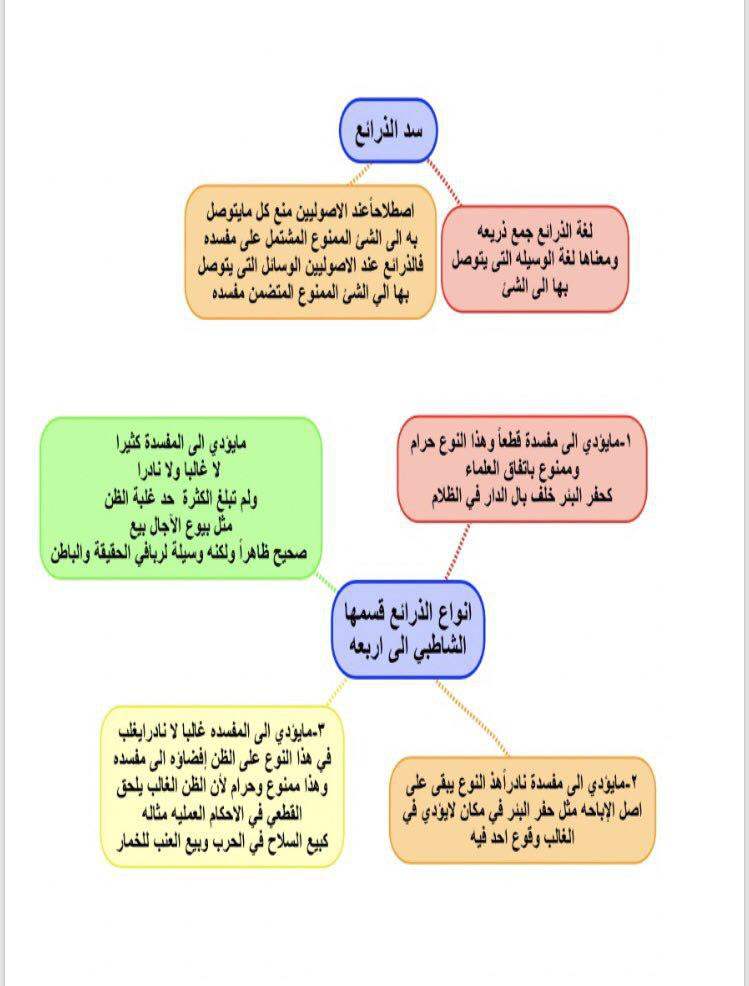 سد الذرائع
لغة الذرائع جمع ذريعه
ومعناها لغة الوسيله التى يتوصل
بها الى الشئ
اصطلاحاًعند الاصوليين منع كل مايتوصل
به الى الشئ الممنوع المشتمل على مفسده
فالذرائع عند الاصوليين الوسائل التى يتوصل
بها الي الشئ الممنوع المتضمن مفسده
انواع الذرائع قسمها
الشاطبي الى اربعه
١-مايؤدي الى مفسدة قطعاً وهذا النوع حرام
وممنوع باتفاق العلماء
كحفر البئر خلف بال الدار في الظلام
٢-مايؤدي الى مفسدة نادراًهذ النوع يبقى على
اصل الإباحه مثل حفر البئر في مكان لايؤدي في
الغالب وقوع احد فيه
٣-مايؤدي الى المفسده غالبا لا نادرايغلب
في هذا النوع على الظن إفضاؤه الى مفسده
وهذا ممنوع وحرام لأن الظن الغالب يلحق
القطعي في الاحكام العمليه مثاله
كبيع السلاح في الحرب وبيع العنب للخمار
مايؤدي الى المفسدة كثيرا
لا غالبا ولا نادرا
ولم تبلغ الكثرة حد غلبة الظن
مثل بيوع الآجال بيع
صحيح ظاهراً ولكنه وسيلة لربافي الحقيقة والباطن